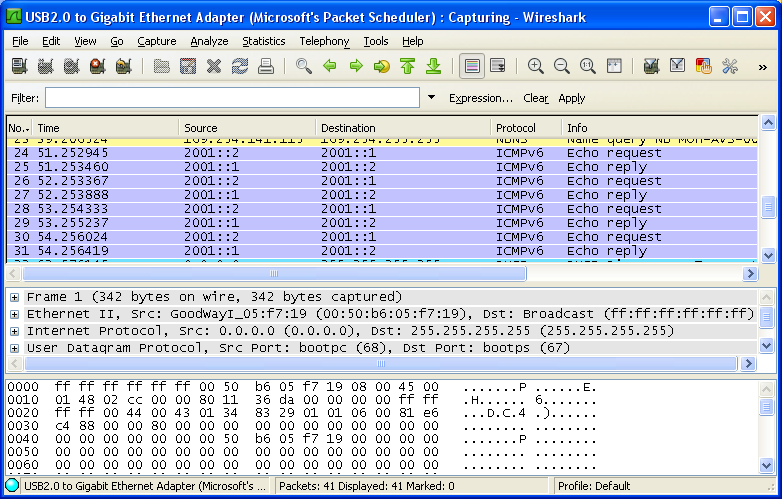 USB2.0 to Gigabit Ethernet Adapter (Microsoft's Packet Scheduler) : Capturing - Wireshark
File Edit View Go Capture Analyze Statistics Telephony Tools Help
Filter: Expression... Clear Apply
No. . Time Source Destination Protocol Info
24 51.252945 2001::2 2001::1 ICMPv6 Echo request
25 51.253460 2001::1 2001::2 ICMPv6 Echo reply
26 52.253367 2001::2 2001::1 ICMPv6 Echo request
27 52.253888 2001::1 2001::2 ICMPv6 Echo reply
28 53.254333 2001::2 2001::1 ICMPv6 Echo request
29 53.255237 2001::1 2001::2 ICMPv6 Echo reply
30 54.256024 2001::2 2001::1 ICMPv6 Echo request
31 54.256419 2001::1 2001::2 ICMPv6 Echo reply
Frame 1 (342 bytes on wire, 342 bytes captured)
Ethernet II, Src: GoodWayI_05:f7:19 (00:50:b6:05:f7:19), Dst: Broadcast (ff:ff:ff:ff:ff:ff)
Internet Protocol, Src: 0.0.0.0 (0.0.0.0), Dst: 255.255.255.255 (255.255.255.255)
User Datagram Protocol, Src Port: bootpc (68), Dst Port: bootps (67)
0000 ff ff ff ff ff ff 00 50 b6 05 f7 19 08 00 45 00 .......P ......E.
0010 01 48 02 cc 00 00 80 11 36 da 00 00 00 00 ff ff .H...... 6.......
0020 ff ff 00 44 00 43 01 34 83 29 01 01 06 00 81 e6 ...D.C.4 .)......
0030 c4 88 00 00 80 00 00 00 00 00 00 00 00 00 00 00 ........ ........
0040 00 00 00 00 00 00 00 50 b6 05 f7 19 00 00 00 00 .......P ........
0050 00 00 00 00 00 00 00 00 00 00 00 00 00 00 00 00 ........ ........
0060 00 00 00 00 00 00 00 00 00 00 00 00 00 00 00 00 ........ ........
USB2.0 to Gigabit Ethernet Adapter (Microsoft's ... Packets: 41 Displayed: 41 Marked: 0 Profile: Default